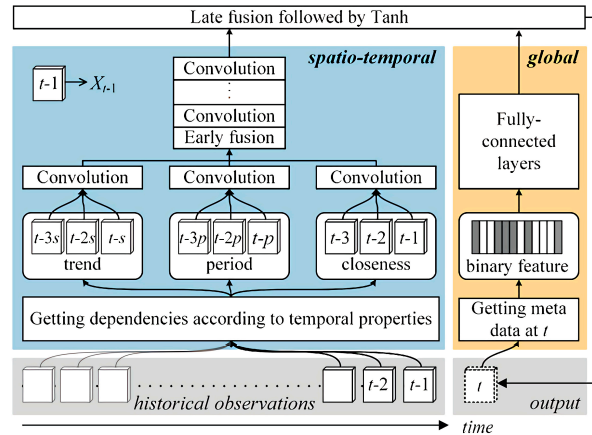 Late fusion followed by Tanh
spatio-temporal
global
t-1
X_{t-1}
Convolution
Convolution
Early fusion
Fully-
connected
layers
Convolution
Convolution
Convolution
t-3s t-2s t-s
t-3p t-2p t-p
t-3 t-2 t-1
trend
period
closeness
binary feature
Getting dependencies according to temporal properties
Getting meta
data at t
t-2 t-1
t
historical observations
output
time